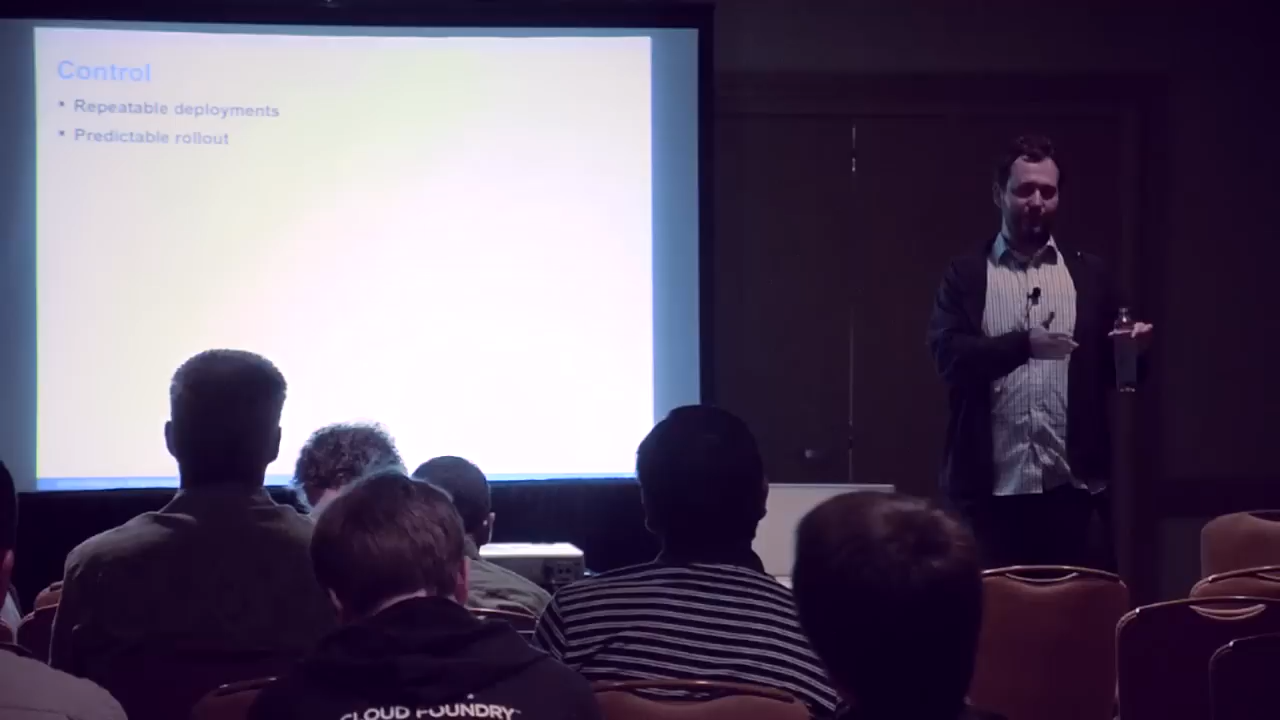 Control
▪ Repeatable deployments
▪ Predictable rollout
CLOUD FOUNDRY